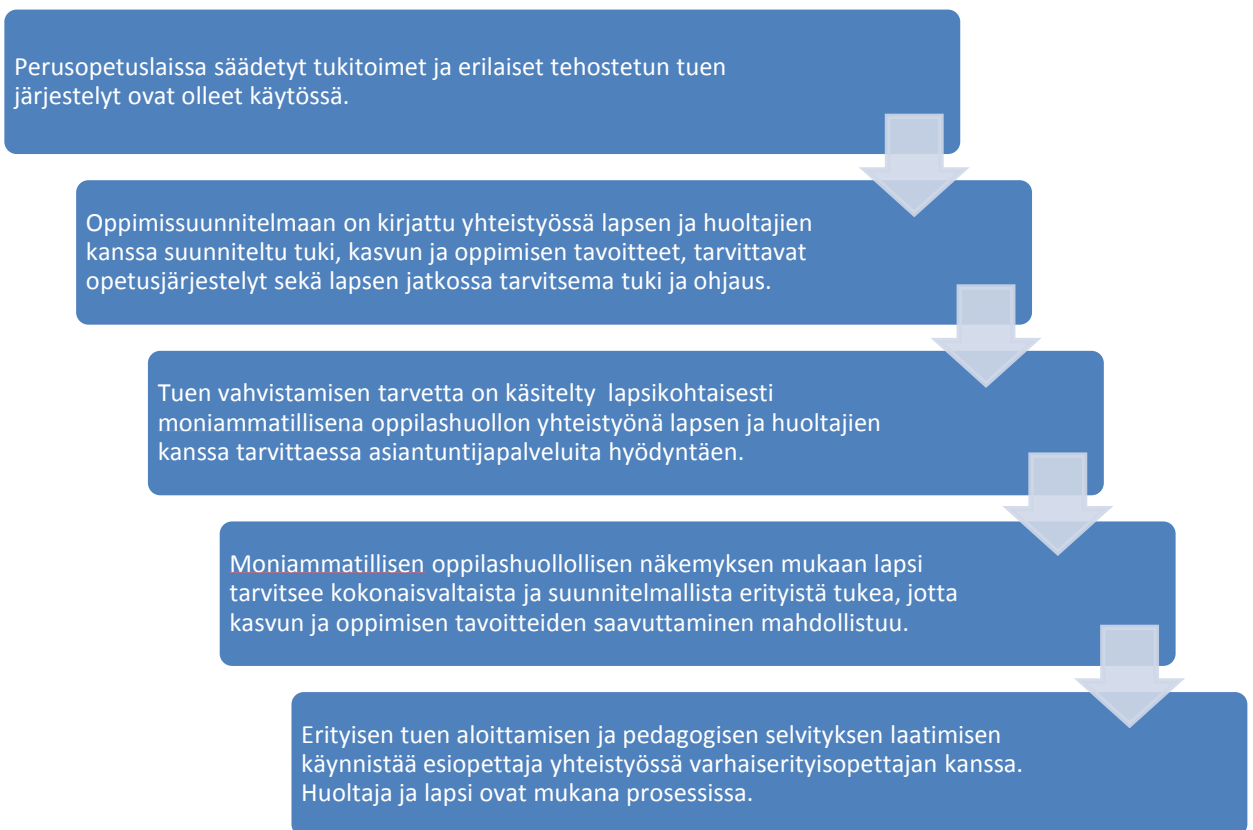 Perusopetuslaissa säädetyt tukitoimet ja erilaiset tehostetun tuen
järjestelyt ovat olleet käytössä.
Oppimissuunnitelmaan on kirjattu yhteistyössä lapsen ja huoltajien
kanssa suunniteltu tuki, kasvun ja oppimisen tavoitteet, tarvittavat
opetusjärjestelyt sekä lapsen jatkossa tarvitsema tuki ja ohjaus.
Tuen vahvistamisen tarvetta on käsitelty lapsikohtaisesti
moniammatillisena oppilashuollon yhteistyönä lapsen ja huoltajien
kanssa tarvittaessa asiantuntijapalveluita hyödyntäen.
Moniammatillisen oppilashuollollisen näkemyksen mukaan lapsi
tarvitsee kokonaisvaltaista ja suunnitelmallista erityistä tukea, jotta
kasvun ja oppimisen tavoitteiden saavuttaminen mahdollistuu.
Erityisen tuen aloittamisen ja pedagogisen selvityksen laatimisen
käynnistää esiopettaja yhteistyössä varhaiserityisopettajan kanssa.
Huoltaja ja lapsi ovat mukana prosessissa.